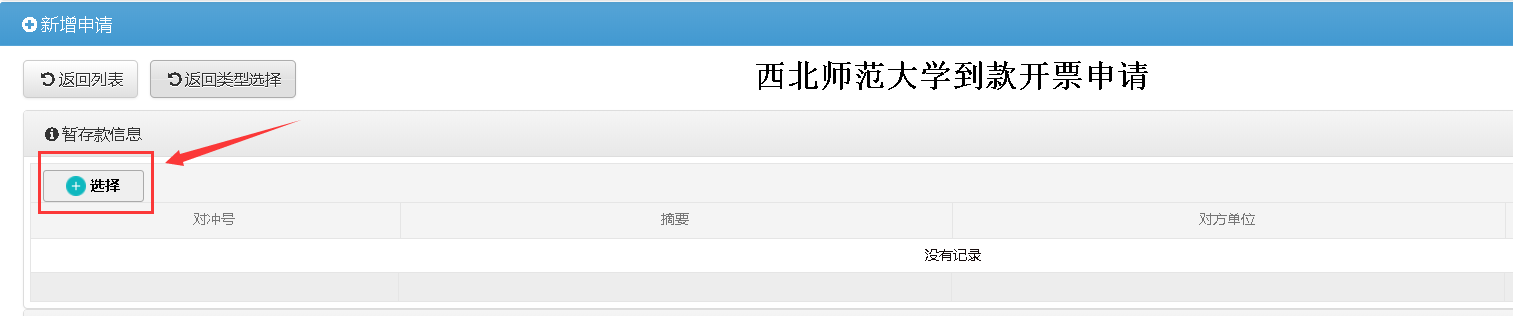 新增申请
返回列表 返回类型选择 西北师范大学到款开票申请
暂存款信息
选择
对冲号 摘要 对方单位
没有记录